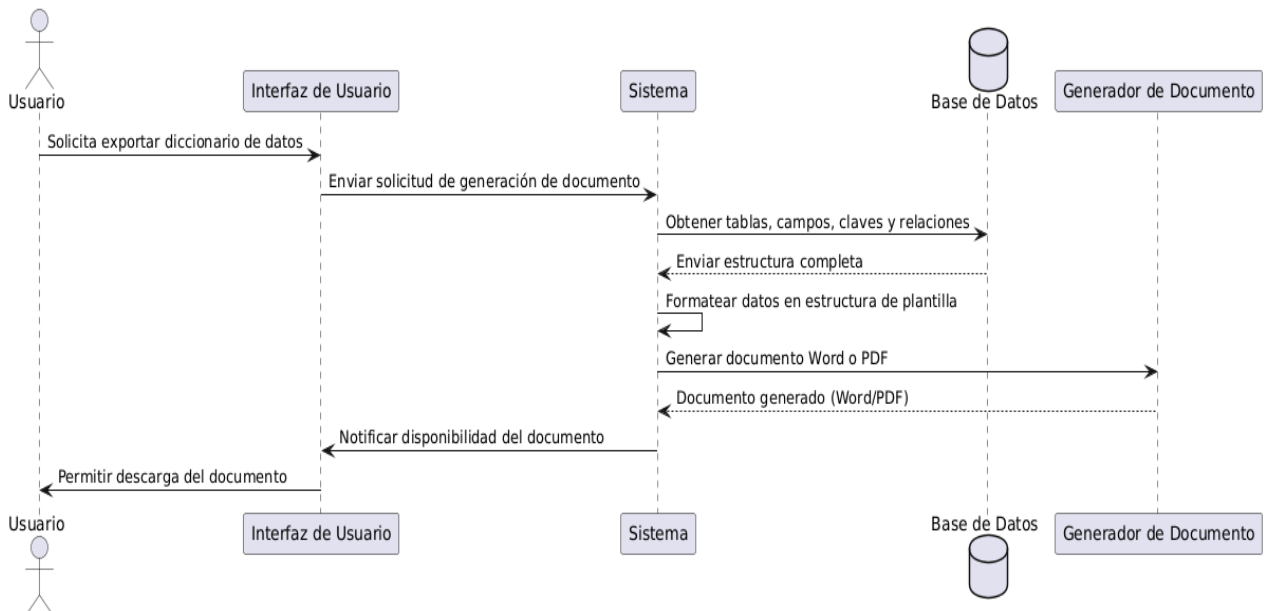 Usuario
Interfaz de Usuario
Sistema
Base de Datos
Generador de Documento
Solicita exportar diccionario de datos
Enviar solicitud de generación de documento
Obtener tablas, campos, claves y relaciones
Enviar estructura completa
Formatear datos en estructura de plantilla
Generar documento Word o PDF
Documento generado (Word/PDF)
Notificar disponibilidad del documento
Permitir descarga del documento
Usuario
Interfaz de Usuario
Sistema
Base de Datos
Generador de Documento